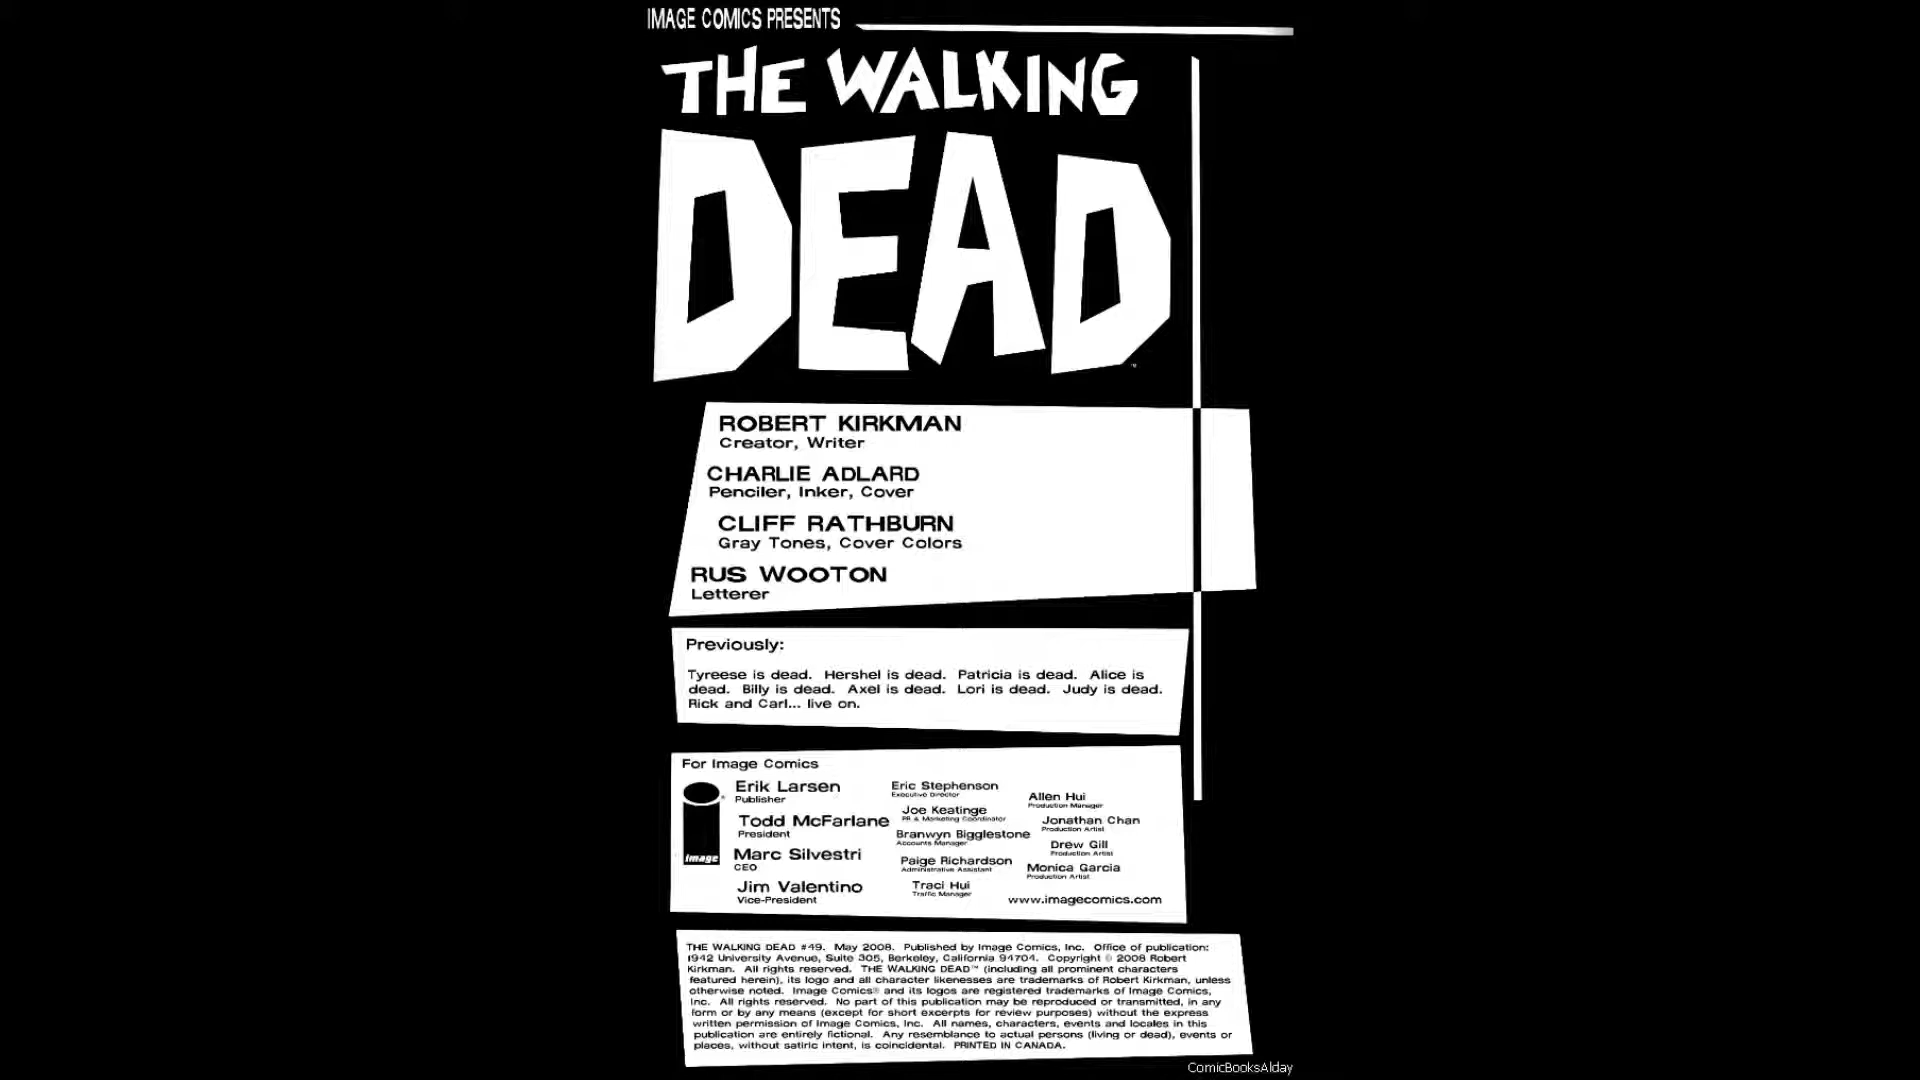 IMAGE COMICS PRESENTS
THE WALKING
DEAD
ROBERT KIRKMAN
Creator, Writer
CHARLIE ADLARD
Penciler, Inker, Cover
CLIFF RATHBURN
Gray Tones, Cover Colors
RUS WOOTON
Letterer
Previously:
Tyreese is dead. Hershel is dead. Patricia is dead. Alice is
dead. Billy is dead. Axel is dead. Lori is dead. Judy is dead.
Rick and Carl... live on.
For Image Comics
image
Erik Larsen
Publisher
Todd McFarlane
President
Marc Silvestri
CEO
Jim Valentino
Vice-President
Eric Stephenson
Executive Director
Joe Keatinge
PR & Marketing Coordinator
Branwyn Bigglestone
Accounts Manager
Paige Richardson
Administrative Assistant
Traci Hui
Traffic Manager
Allen Hui
Production Manager
Jonathan Chan
Production Artist
Drew Gill
Production Artist
Monica Garcia
Production Artist
www.imagecomics.com
THE WALKING DEAD #49. May 2008. Published by Image Comics, Inc. Office of publication:
1942 University Avenue, Suite 305, Berkeley, California 94704. Copyright © 2008 Robert
Kirkman. All rights reserved. THE WALKING DEAD™ (including all prominent characters
featured herein), its logo and all character likenesses are trademarks of Robert Kirkman, unless
otherwise noted. Image Comics® and its logos are registered trademarks of Image Comics,
Inc. All rights reserved. No part of this publication may be reproduced or transmitted, in any
form or by any means (except for short excerpts for review purposes) without the express
written permission of Image Comics, Inc. All names, characters, events and locales in this
publication are entirely fictional. Any resemblance to actual persons (living or dead), events or
places, without satiric intent, is coincidental. PRINTED IN CANADA.
ComicBooksAlday